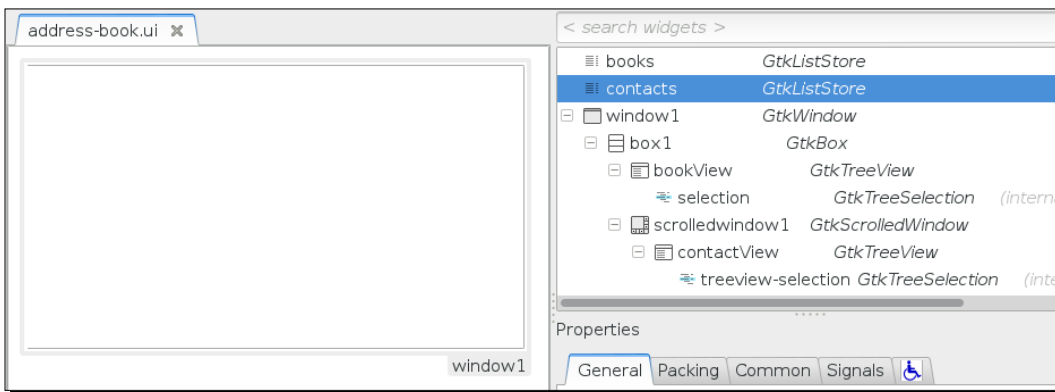 address-book.ui
< search widgets >
books GtkListStore
contacts GtkListStore
window1 GtkWindow
box1 GtkBox
bookView GtkTreeView
selection GtkTreeSelection
scrolledwindow1 GtkScrolledWindow
contactView GtkTreeView
treeview-selection GtkTreeSelection
window1
Properties
General Packing Common Signals